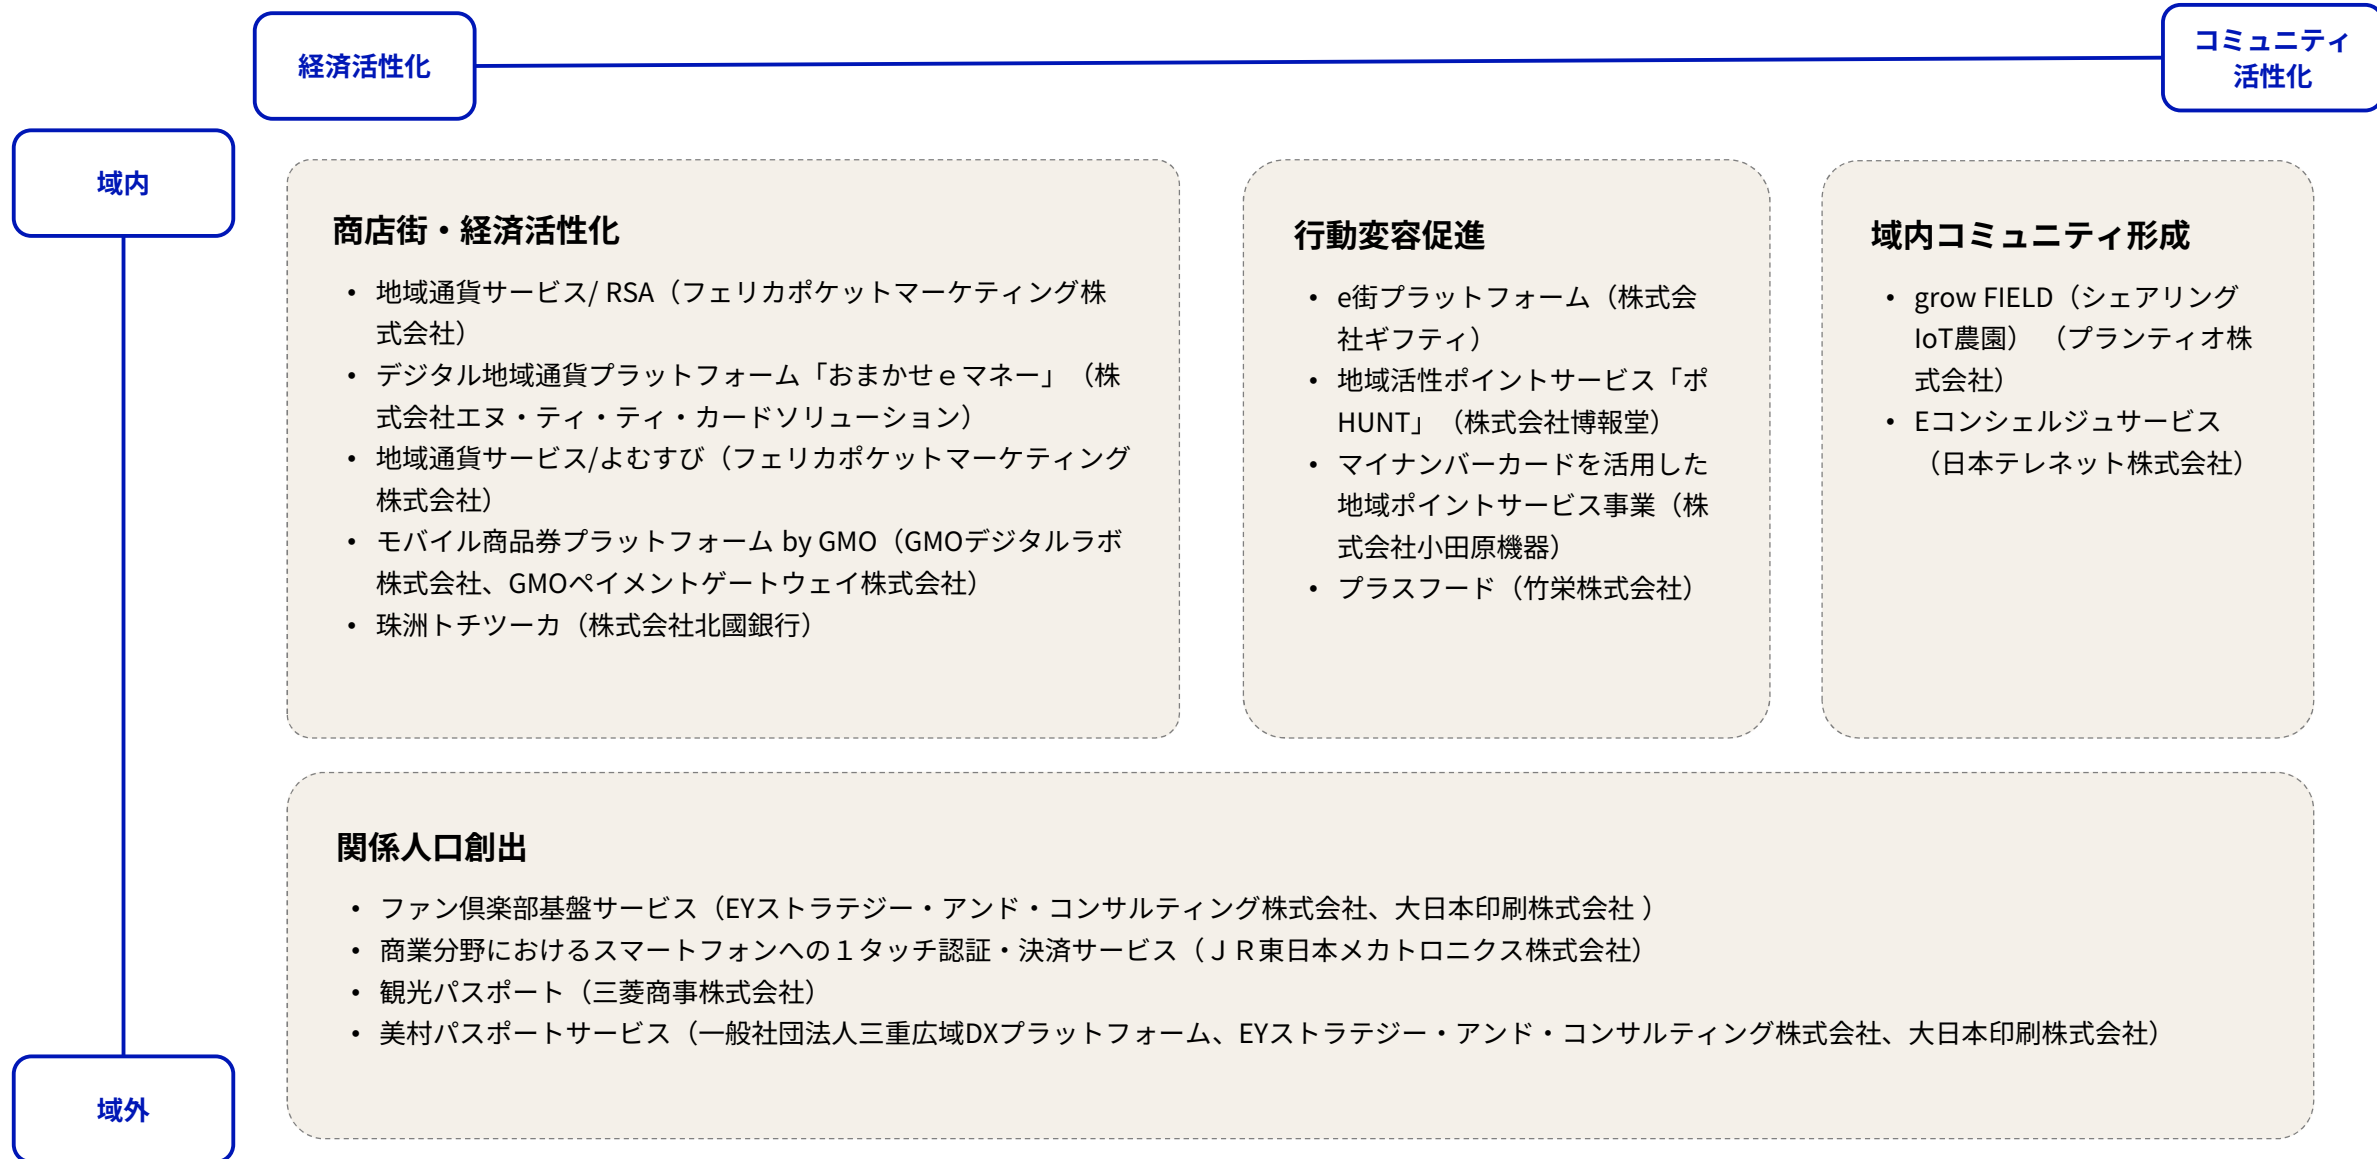 経済活性化
コミュニティ
活性化
域内
商店街・経済活性化
• 地域通貨サービス/ RSA（フェリカポケットマーケティング株
式会社）
• デジタル地域通貨プラットフォーム「おまかせｅマネー」（株
式会社エヌ・ティ・ティ・カードソリューション）
• 地域通貨サービス/よむすび（フェリカポケットマーケティング
株式会社）
• モバイル商品券プラットフォーム by GMO（GMOデジタルラボ
株式会社、GMOペイメントゲートウェイ株式会社）
• 珠洲トチツーカ（株式会社北國銀行）
行動変容促進
• e街プラットフォーム（株式会
社ギフティ）
• 地域活性ポイントサービス「ポ
HUNT」（株式会社博報堂）
• マイナンバーカードを活用した
地域ポイントサービス事業（株
式会社小田原機器）
• プラスフード（竹栄株式会社）
域内コミュニティ形成
• grow FIELD（シェアリング
IoT農園）（プランティオ株
式会社）
• Eコンシェルジュサービス
（日本テレネット株式会社）
関係人口創出
• ファン倶楽部基盤サービス（EYストラテジー・アンド・コンサルティング株式会社、大日本印刷株式会社 ）
• 商業分野におけるスマートフォンへの１タッチ認証・決済サービス（ＪＲ東日本メカトロニクス株式会社）
• 観光パスポート（三菱商事株式会社）
• 美村パスポートサービス（一般社団法人三重広域DXプラットフォーム、EYストラテジー・アンド・コンサルティング株式会社、大日本印刷株式会社）
域外